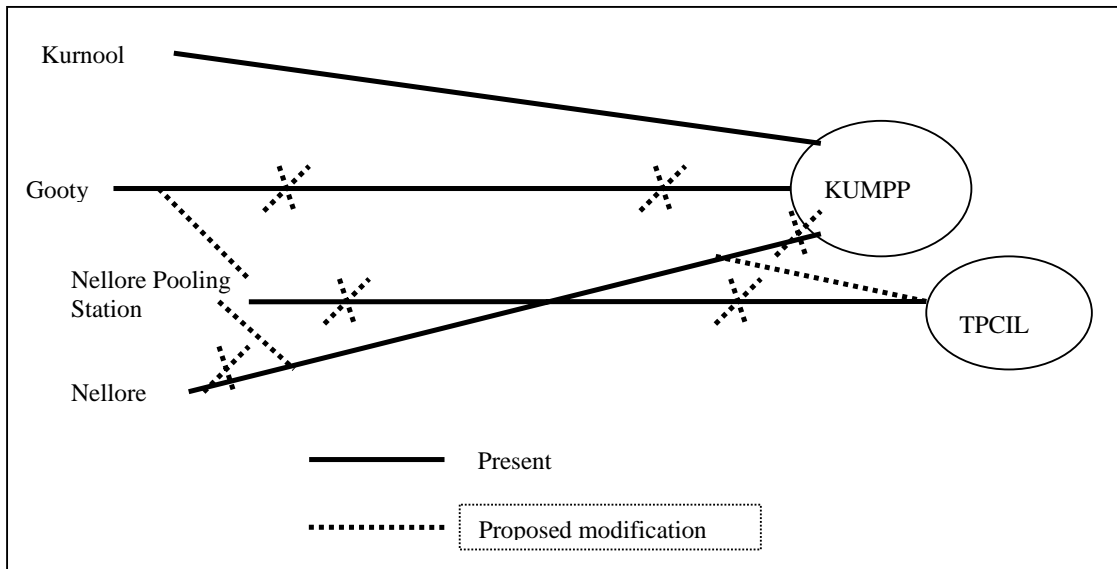 Kurnool
Gooty
KUMPP
Nellore Pooling
Station
TPCIL
Nellore
Present
Proposed modification